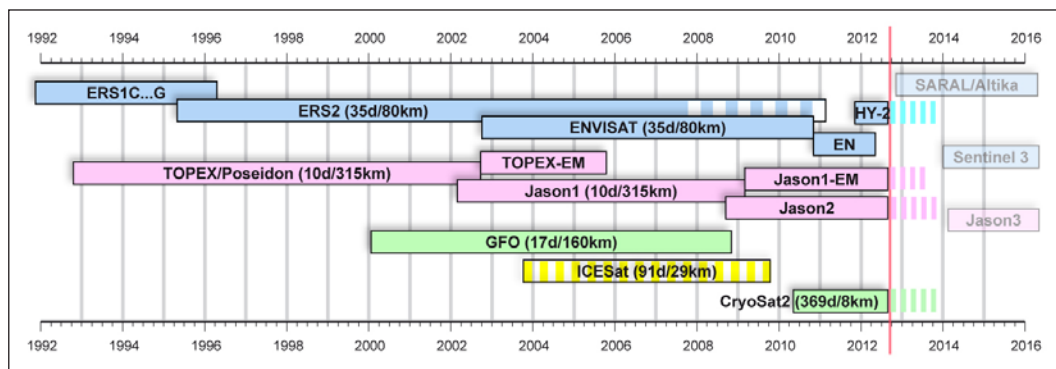 1992 1994 1996 1998 2000 2002 2004 2006 2008 2010 2012 2014 2016
SARAL/Altika
ERS1C...G
ERS2 (35d/80km)
HY-2
ENVISAT (35d/80km)
EN
Sentinel 3
TOPEX-EM
TOPEX/Poseidon (10d/315km)
Jason1-EM
Jason1 (10d/315km)
Jason2
Jason3
GFO (17d/160km)
ICESat (91d/29km)
CryoSat2 (369d/8km)
1992 1994 1996 1998 2000 2002 2004 2006 2008 2010 2012 2014 2016